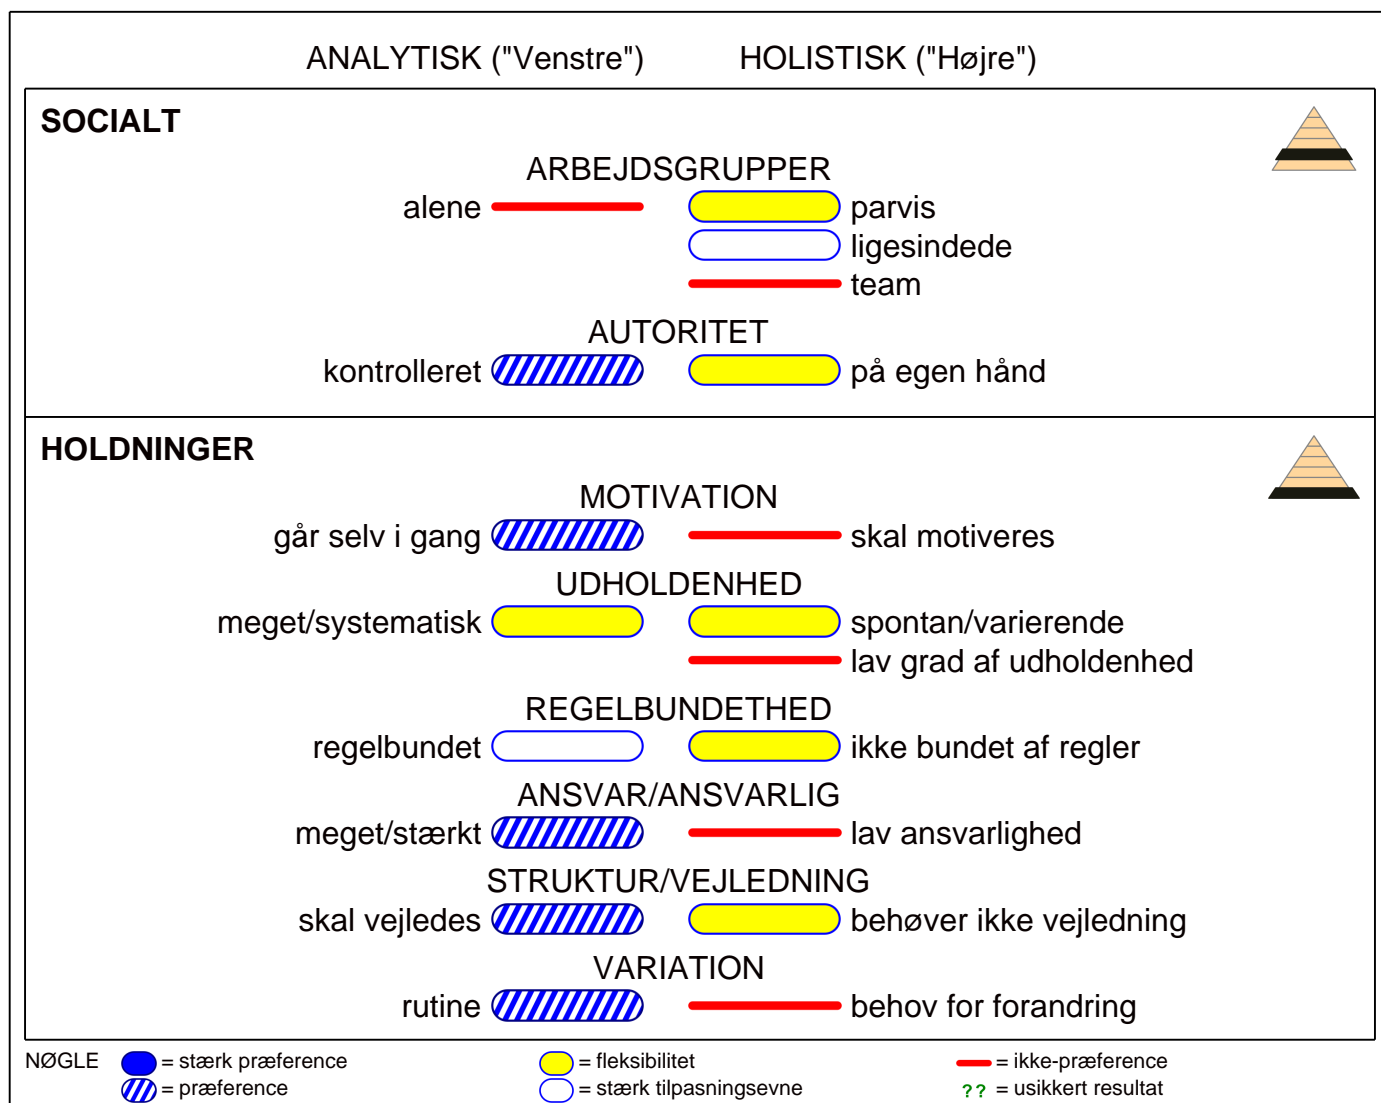 ANALYTISK ("Venstre") HOLISTISK ("Højre")
SOCIALT
ARBEJDSGRUPPER
alene parvis
ligesindede
team
AUTORITET
kontrolleret på egen hånd
HOLDNINGER
MOTIVATION
går selv i gang skal motiveres
UDHOLDENHED
meget/systematisk spontan/varierende
lav grad af udholdenhed
REGELBUNDETHED
regelbundet ikke bundet af regler
ANSVAR/ANSVARLIG
meget/stærkt lav ansvarlighed
STRUKTUR/VEJLEDNING
skal vejledes behøver ikke vejledning
VARIATION
rutine behov for forandring
NØGLE = stærk præference = fleksibilitet = ikke-præference
= præference = stærk tilpasningsevne ?? = usikkert resultat